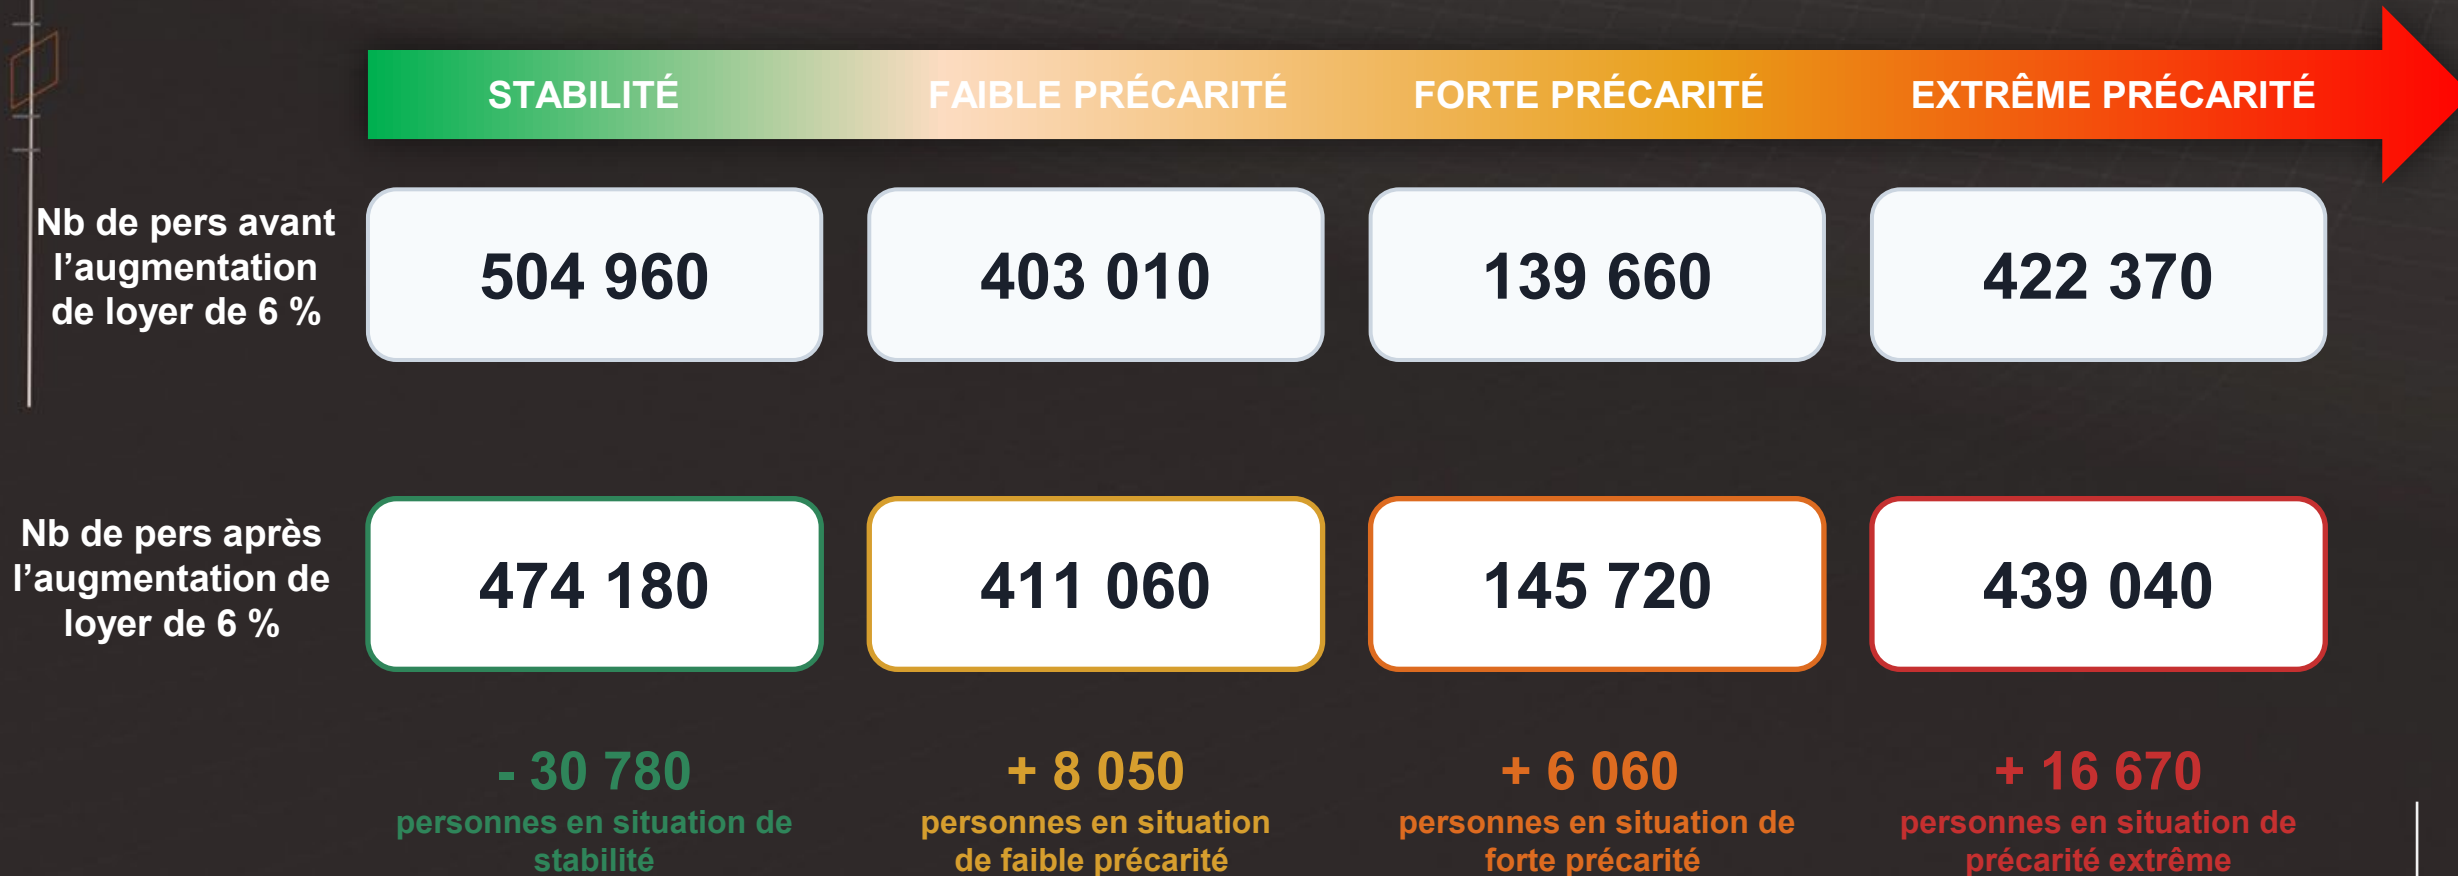 STABILITÉ
FAIBLE PRÉCARITÉ
FORTE PRÉCARITÉ
EXTRÊME PRÉCARITÉ
Nb de pers avant
l’augmentation
de loyer de 6 %
504 960
403 010
139 660
422 370
Nb de pers après
l’augmentation de
loyer de 6 %
474 180
411 060
145 720
439 040
- 30 780
personnes en situation de
stabilité
+ 8 050
personnes en situation
de faible précarité
+ 6 060
personnes en situation de
forte précarité
+ 16 670
personnes en situation de
précarité extrême